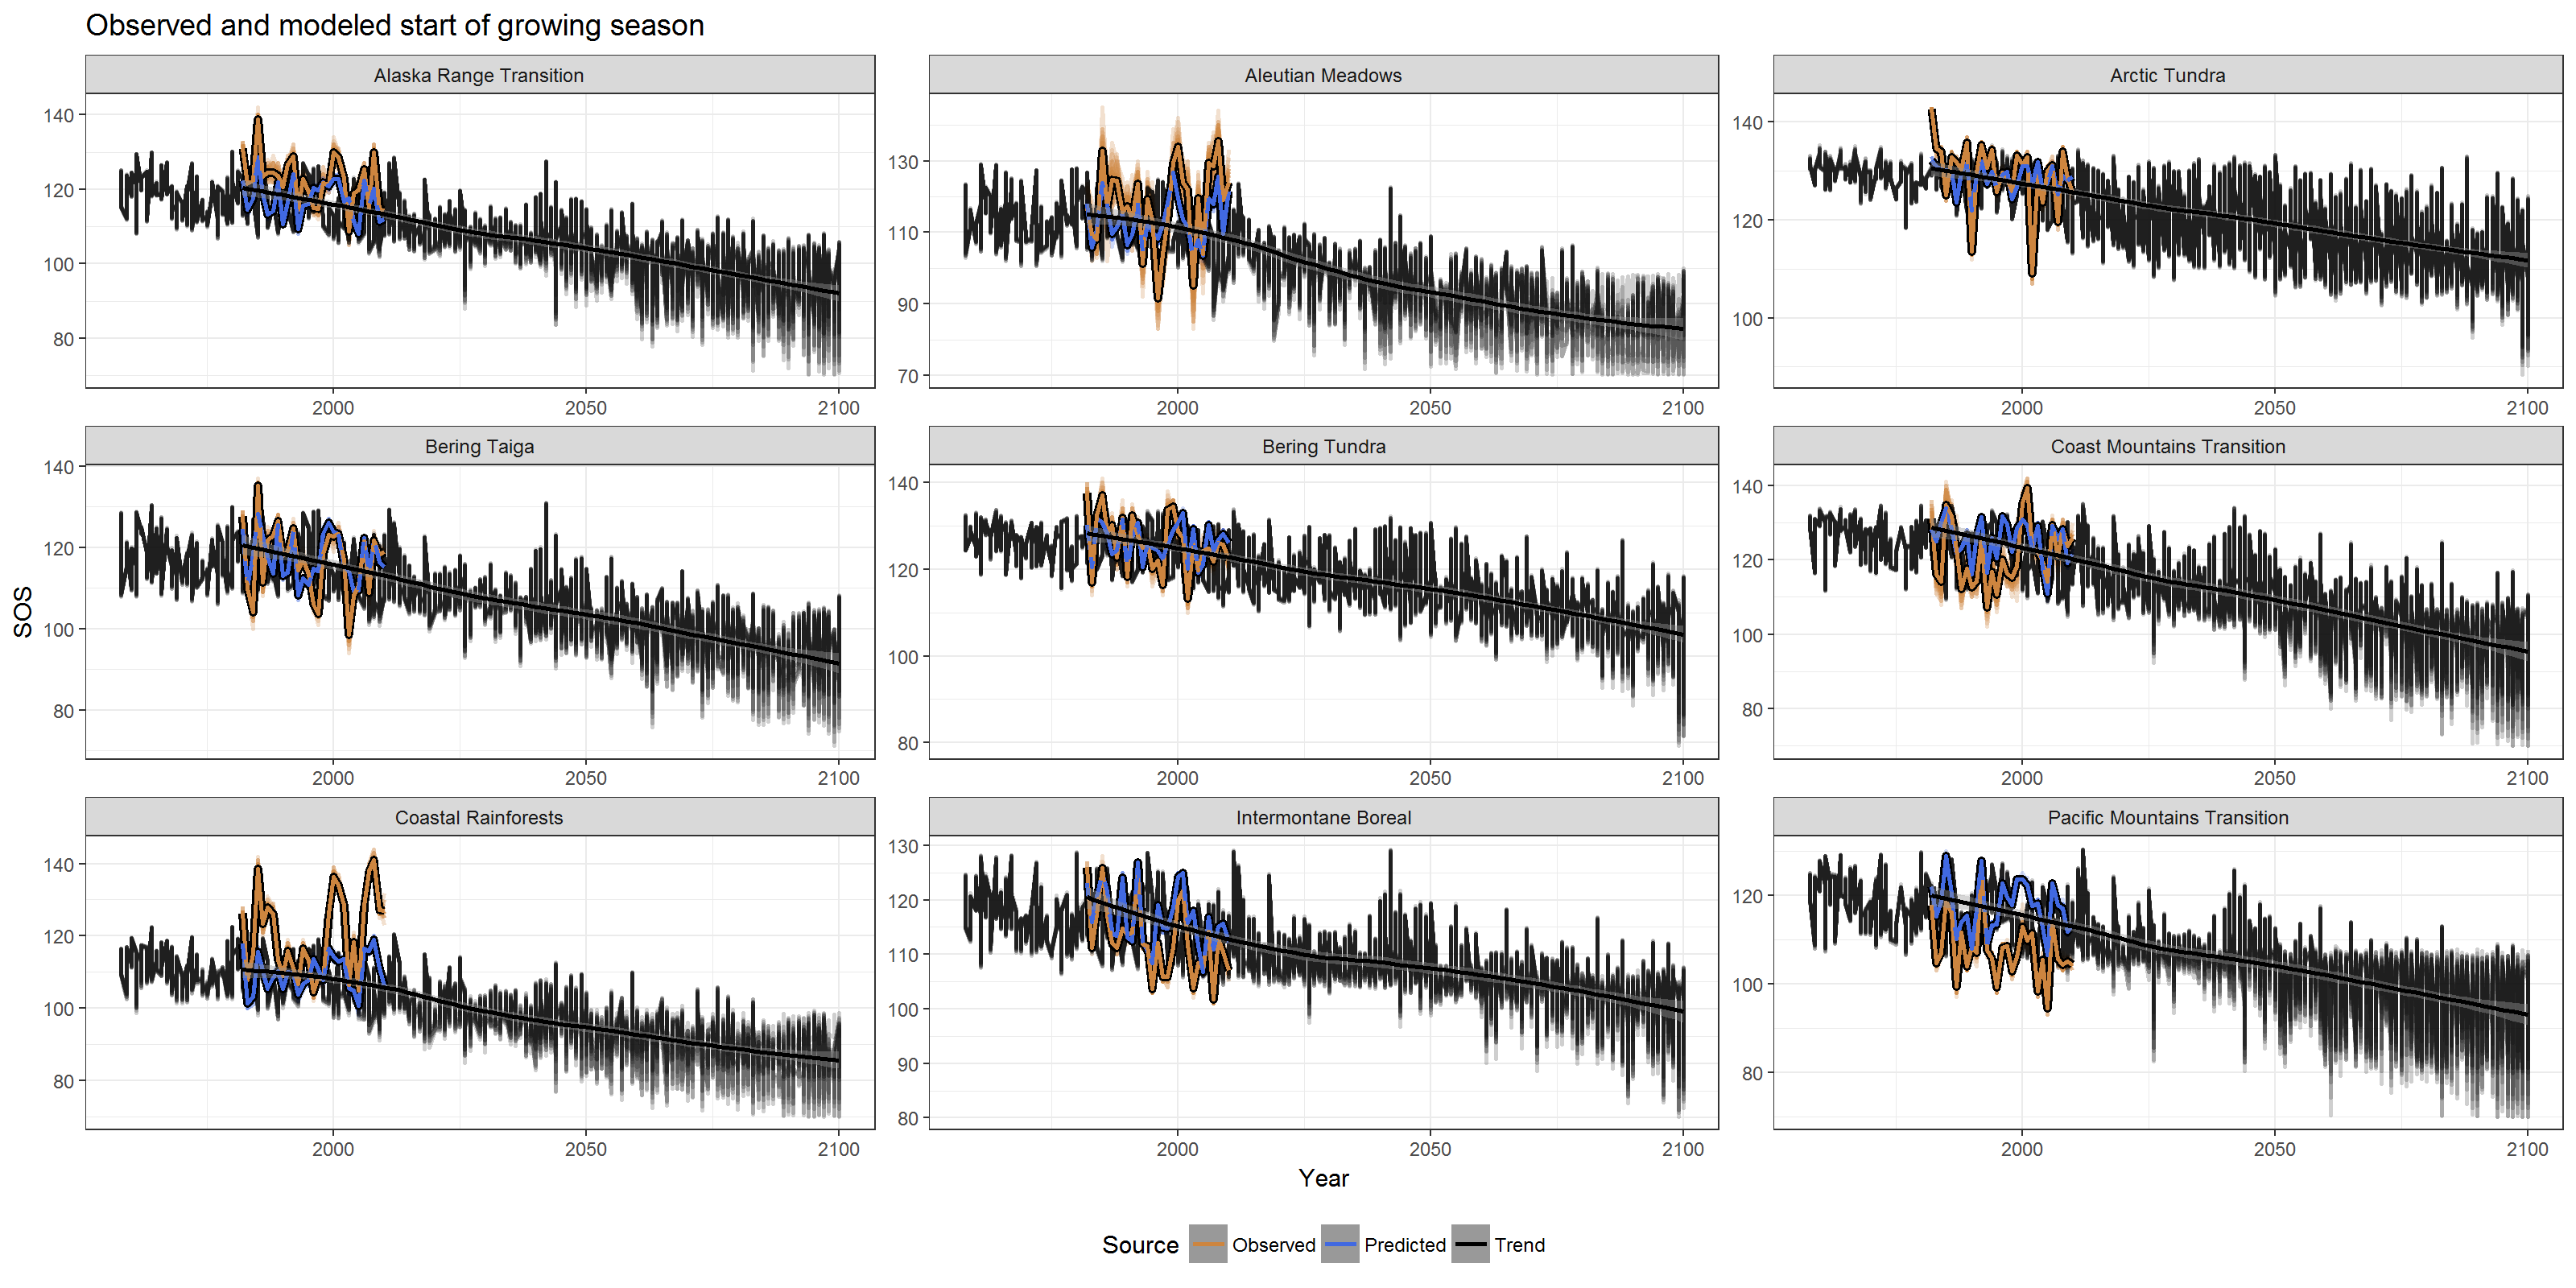 Observed and modeled start of growing season
Alaska Range Transition
Aleutian Meadows
Arctic Tundra
140
120
100
80
2000 2050 2100
130
110
90
70
2000 2050 2100
140
120
100
2000 2050 2100
Bering Taiga
Bering Tundra
Coast Mountains Transition
SOS
140
120
100
80
2000 2050 2100
140
120
100
80
2000 2050 2100
140
120
100
80
2000 2050 2100
Coastal Rainforests
Intermontane Boreal
Pacific Mountains Transition
140
120
100
80
2000 2050 2100
130
120
110
100
90
80
2000 2050 2100
120
100
80
2000 2050 2100
Year
Source Observed Predicted Trend